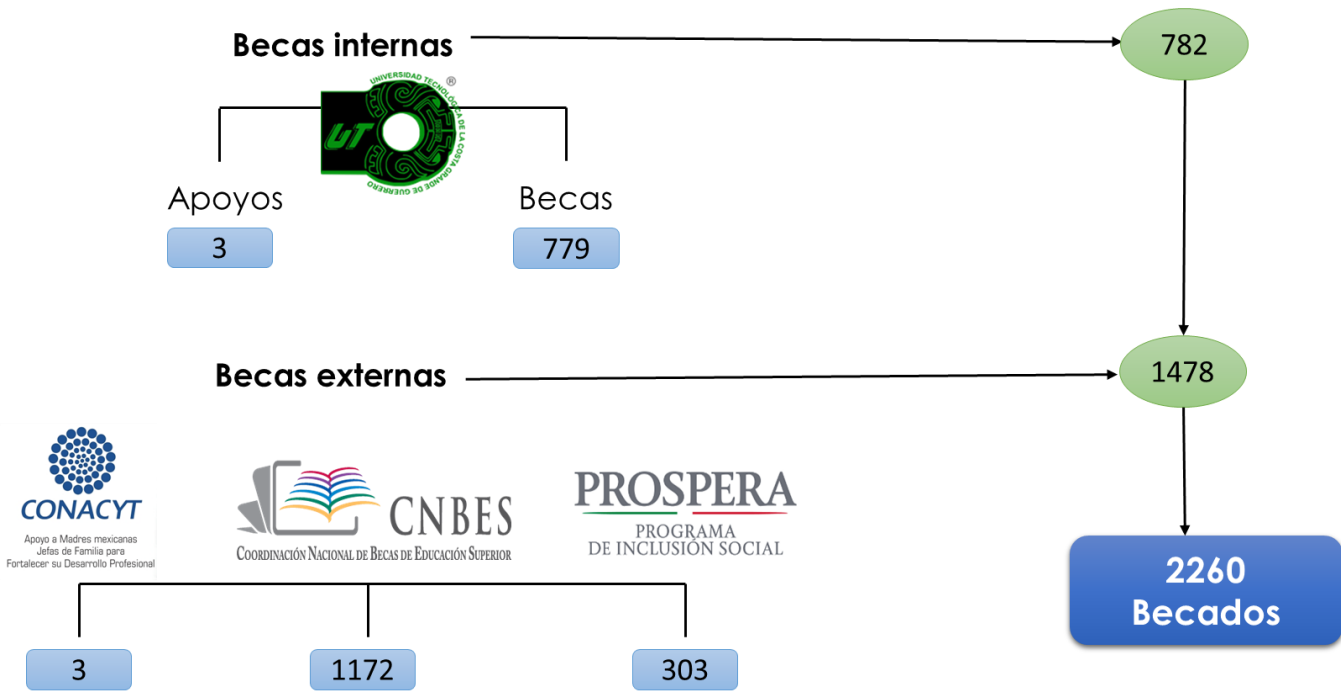 Becas internas
782
UNIVERSIDAD TECNOLÓGICA DE LA COSTA GRANDE DE GUERRERO
®
UT
Apoyos
Becas
3
779
Becas externas
1478
CONACYT
Apoyo a Madres mexicanas
Jefas de Familia para
Fortalecer su Desarrollo Profesional
CNBES
COORDINACIÓN NACIONAL DE BECAS DE EDUCACIÓN SUPERIOR
PROSPERA
PROGRAMA
DE INCLUSIÓN SOCIAL
2260
Becados
3
1172
303